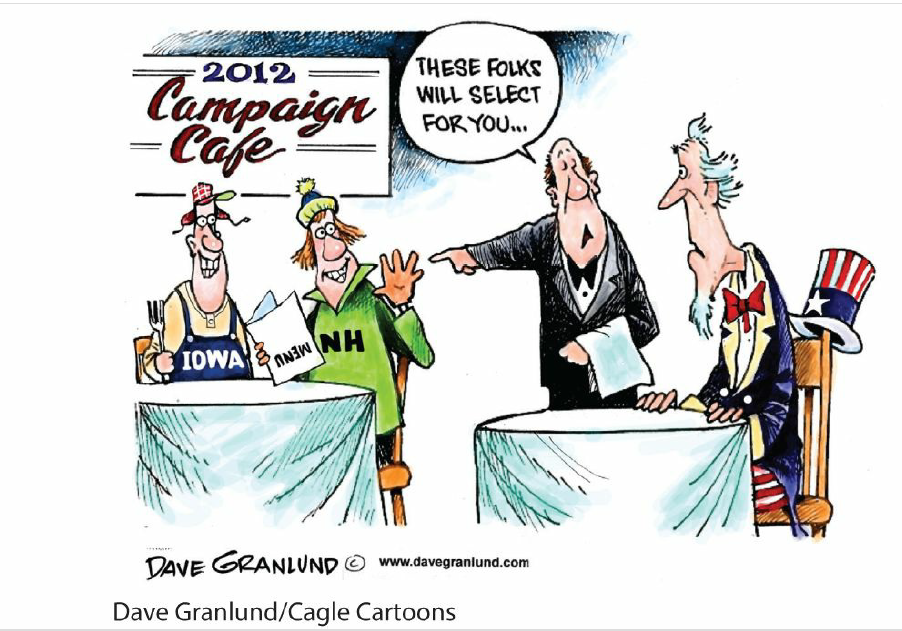 2012
Campaign
Cafe
THESE FOLKS
WILL SELECT
FOR YOU...
IOWA
MENU
NH
DAVE GRANLUND © www.davegranlund.com
Dave Granlund/Cagle Cartoons